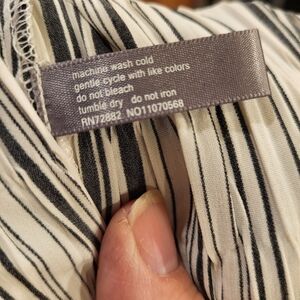 machine wash cold
gentle cycle with like colors
do not bleach
tumble dry do not iron
RN72882 NO11070568